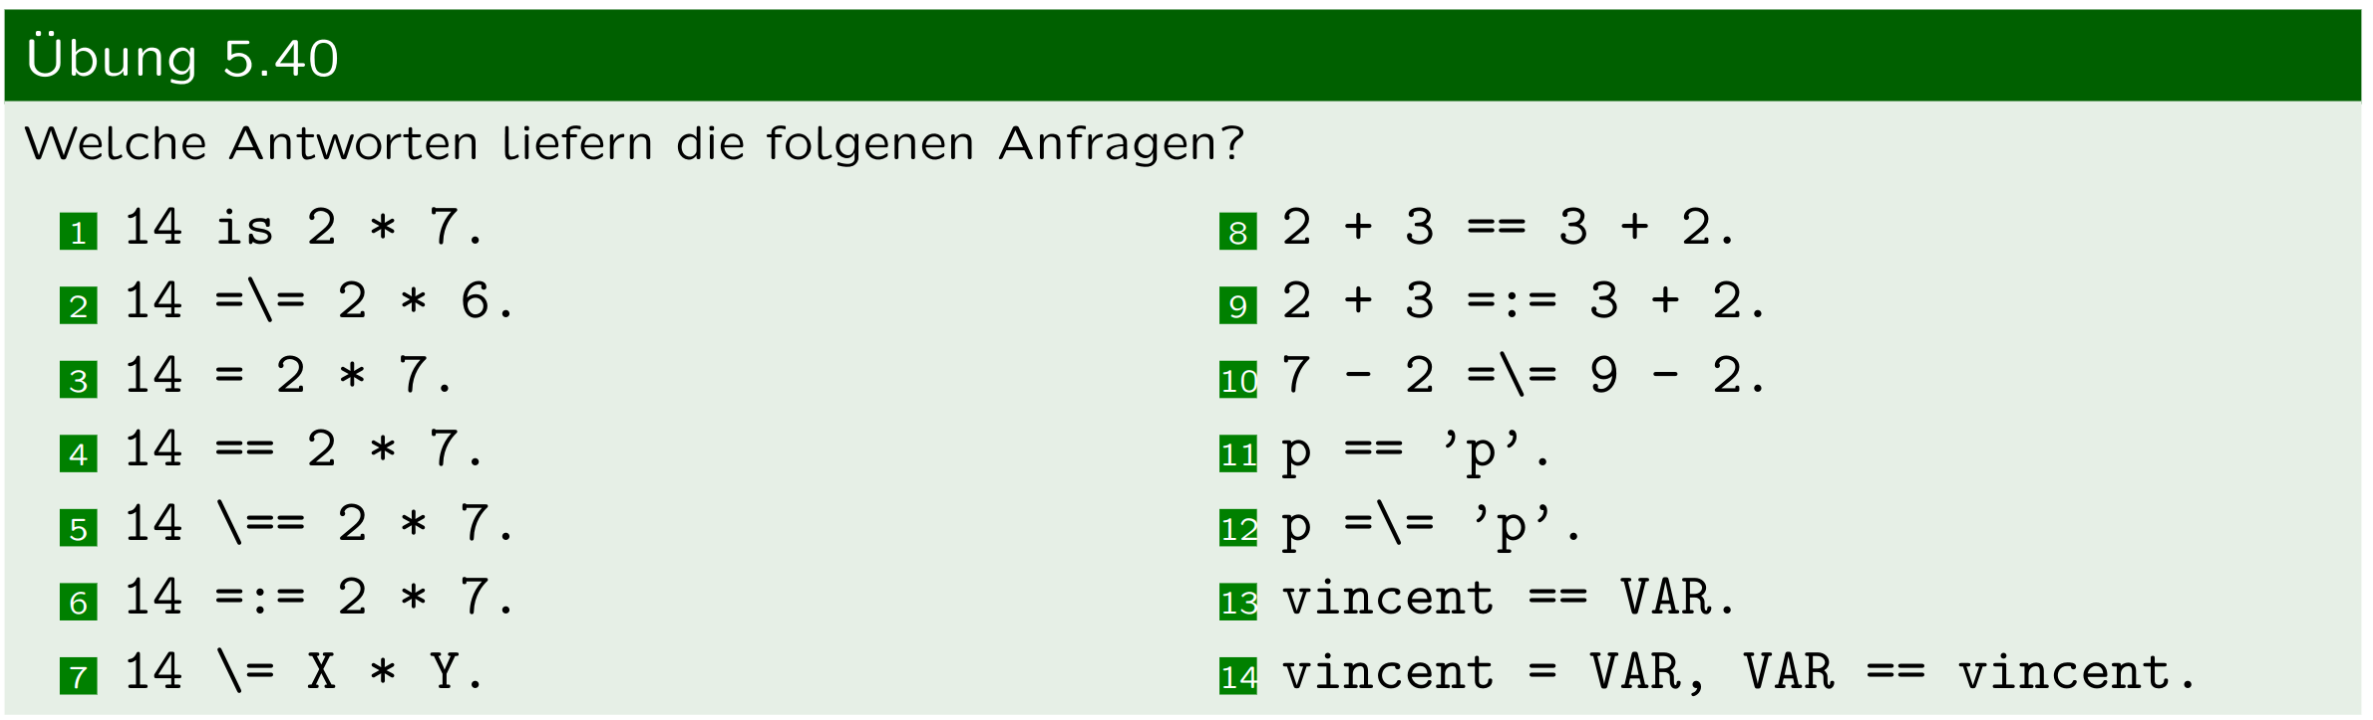 Übung 5.40
Welche Antworten liefern die folgenen Anfragen?
1 14 is 2 * 7.
2 14 =\= 2 * 6.
3 14 = 2 * 7.
4 14 == 2 * 7.
5 14 \== 2 * 7.
6 14 =:= 2 * 7.
7 14 \= X * Y.
8 2 + 3 == 3 + 2.
9 2 + 3 =:= 3 + 2.
10 7 - 2 =\= 9 - 2.
11 p == ’p’.
12 p =\= ’p’.
13 vincent == VAR.
14 vincent = VAR, VAR == vincent.